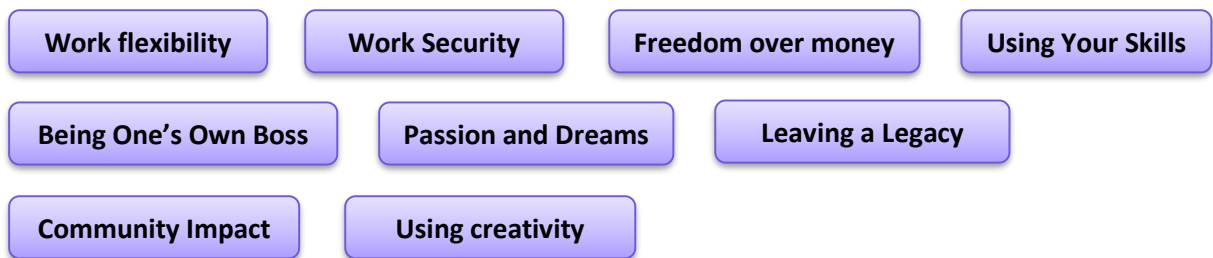 Work flexibility
Work Security
Freedom over money
Using Your Skills
Being One’s Own Boss
Passion and Dreams
Leaving a Legacy
Community Impact
Using creativity